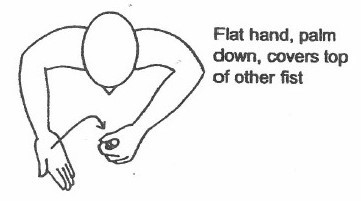 Flat hand, palm
down, covers top
of other fist